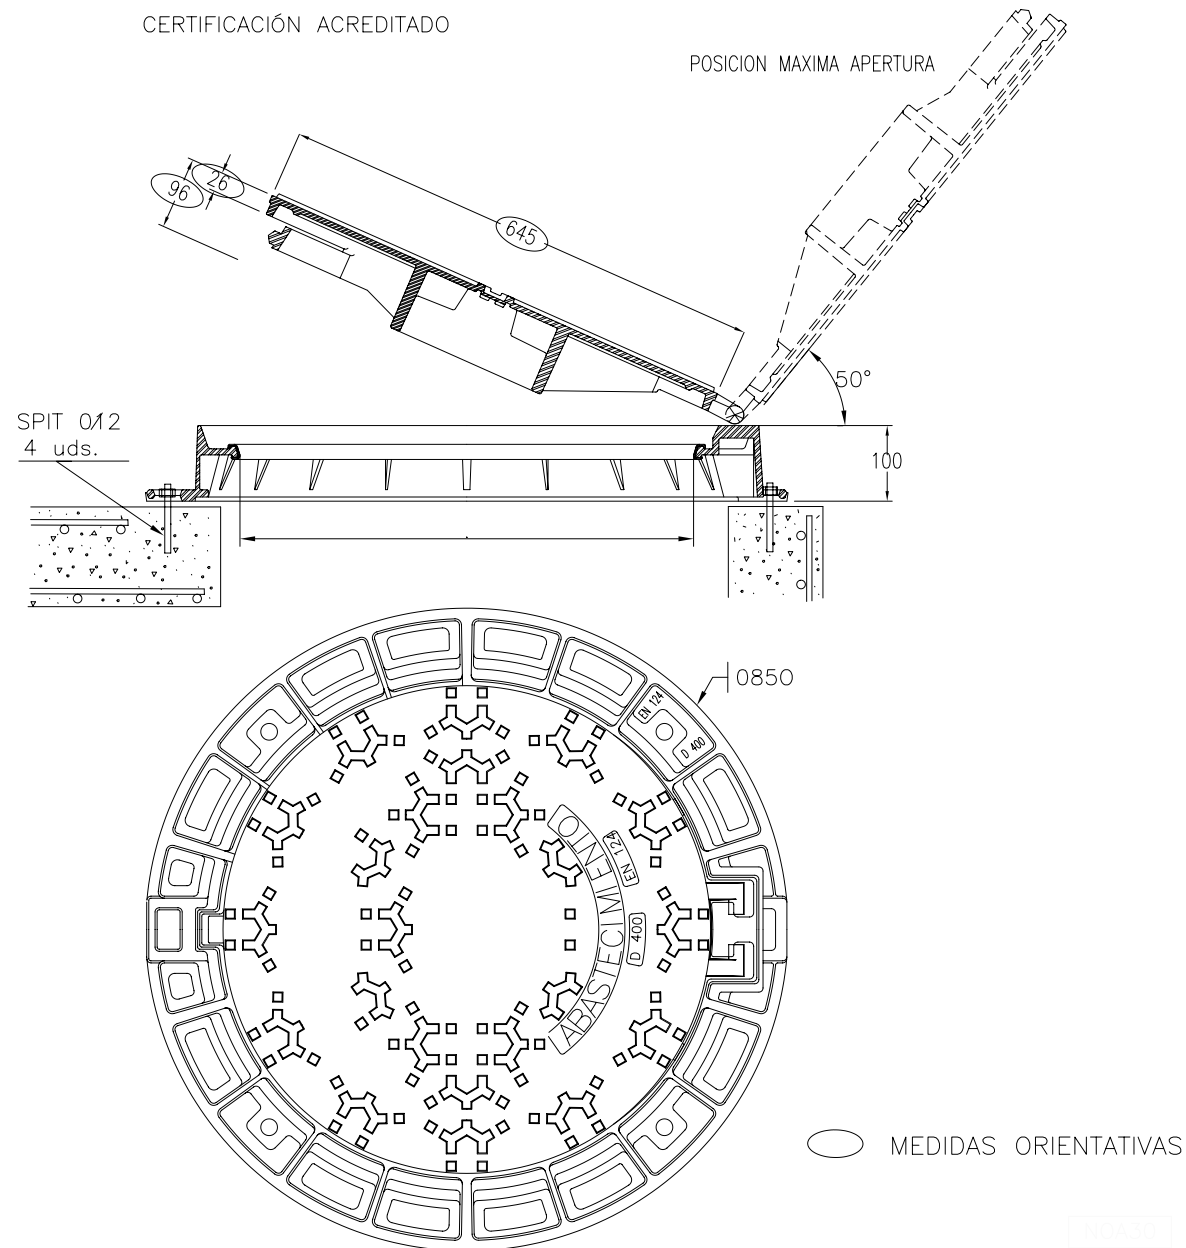 CERTIFICACIÓN ACREDITADO
POSICION MAXIMA APERTURA
96
26
645
50°
SPIT Ø12
4 uds.
100
Ø850
EN 124
D 400
ABASTECIMIENTO
EN 124
D 400
MEDIDAS ORIENTATIVAS